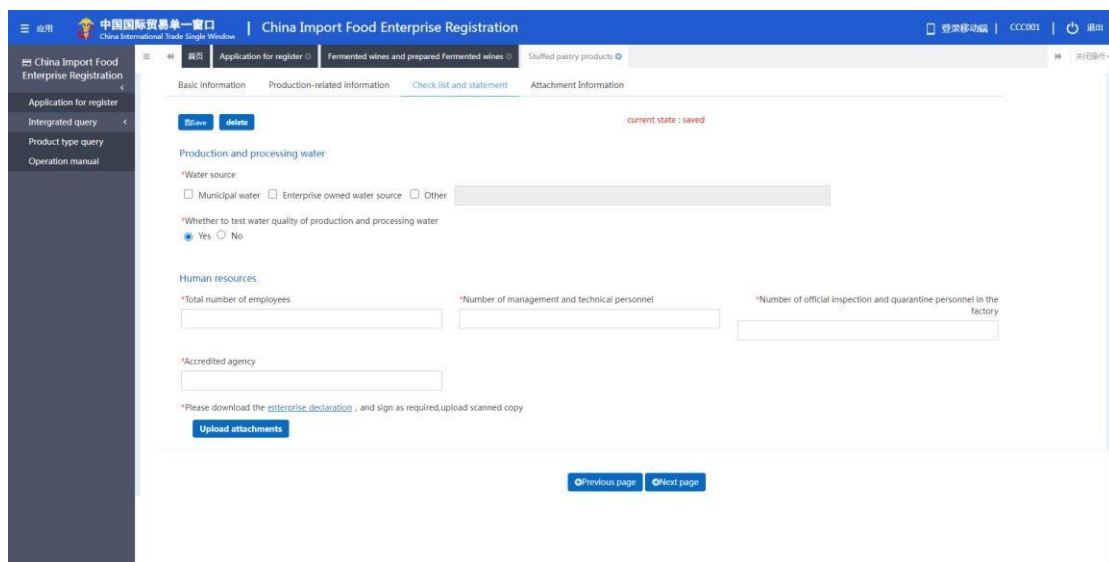 应用
中国国际贸易单一窗口
China International Trade Single Window
China Import Food Enterprise Registration
登录移动端
CCC001
退出
China Import Food
Enterprise Registration
Application for register
Intergrated query
Product type query
Operation manual
首页
Application for register
Fermented wines and prepared Fermented wines
Stuffed pastry products
关闭操作
Basic information
Production-related information
Check list and statement
Attachment Information
Save
delete
current state : saved
Production and processing water
*Water source
Municipal water
Enterprise owned water source
Other
*Whether to test water quality of production and processing water
Yes
No
Human resources
*Total number of employees
*Number of management and technical personnel
*Number of official inspection and quarantine personnel in the
factory
*Accredited agency
*Please download the enterprise declaration , and sign as required,upload scanned copy
Upload attachments
Previous page
Next page